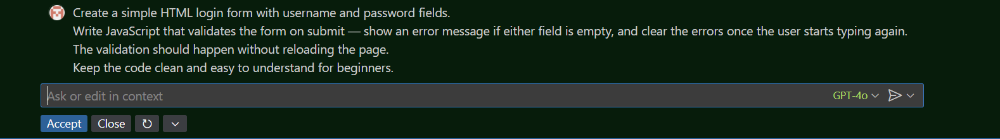 Create a simple HTML login form with username and password fields.
Write JavaScript that validates the form on submit — show an error message if either field is empty, and clear the errors once the user starts typing again.
The validation should happen without reloading the page.
Keep the code clean and easy to understand for beginners.
Ask or edit in context
GPT-4o
Accept Close